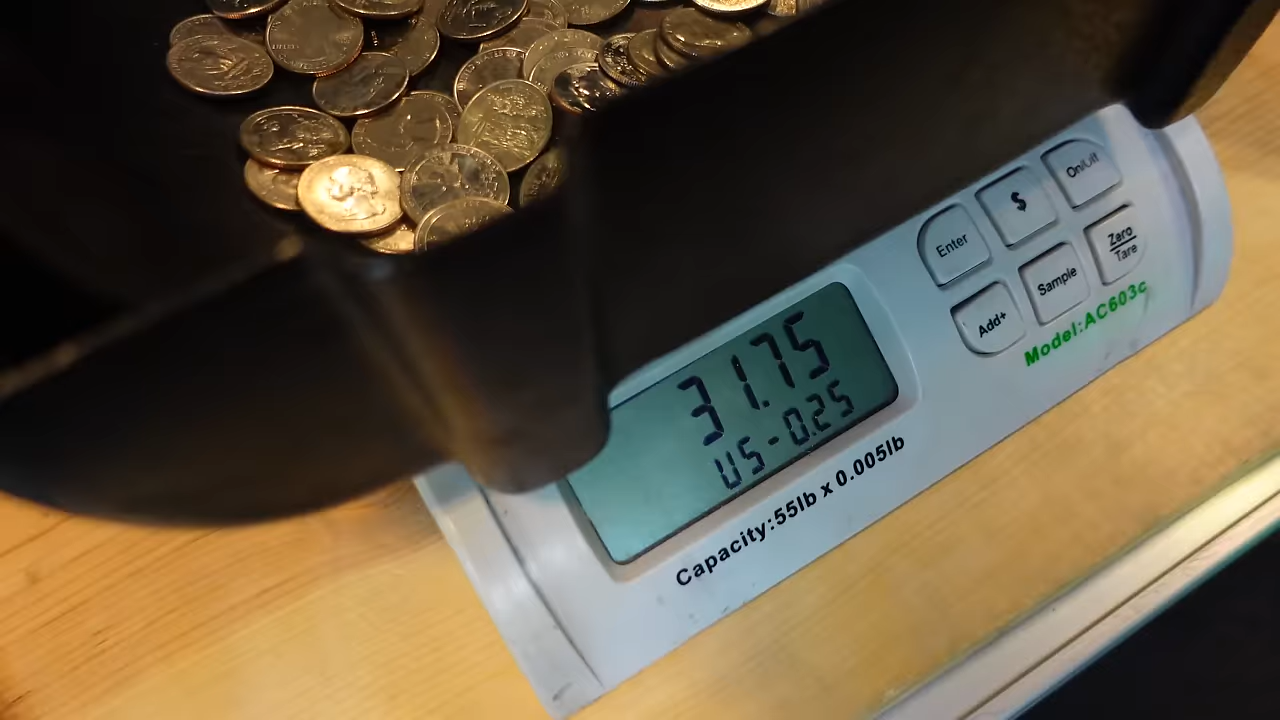 On/Off
$
Enter
Zero
Tare
Sample
Add+
Model:AC603c
31.75
US-0.25
Capacity:55lb x 0.005lb